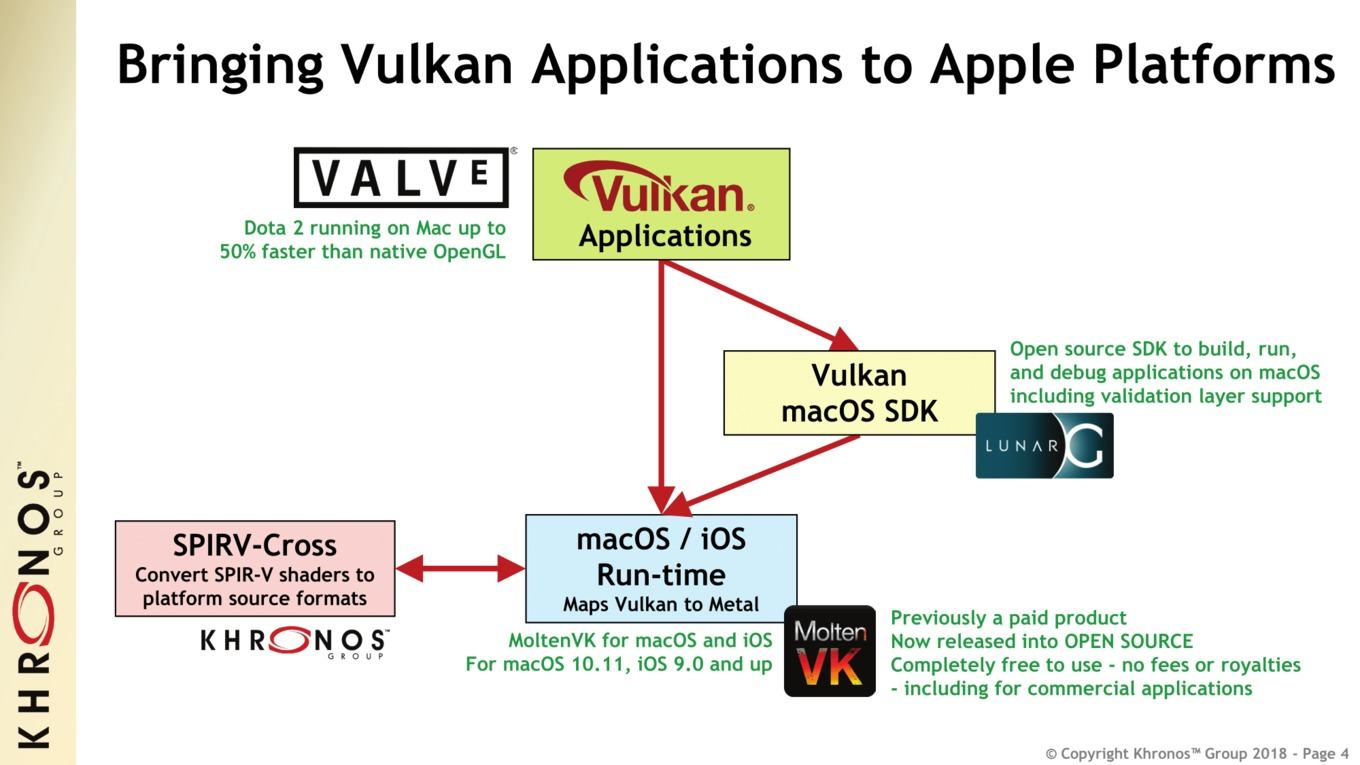 Bringing Vulkan Applications to Apple Platforms
VALVE®
Dota 2 running on Mac up to
50% faster than native OpenGL
Vulkan®
Applications
Vulkan
macOS SDK
Open source SDK to build, run,
and debug applications on macOS
including validation layer support
LUNARG
SPIRV-Cross
Convert SPIR-V shaders to
platform source formats
KHRONOS™
GROUP
macOS / iOS
Run-time
Maps Vulkan to Metal
MoltenVK for macOS and iOS
For macOS 10.11, iOS 9.0 and up
Molten
VK
Previously a paid product
Now released into OPEN SOURCE
Completely free to use - no fees or royalties
- including for commercial applications
KHRONOS™
GROUP
© Copyright Khronos™ Group 2018 - Page 4